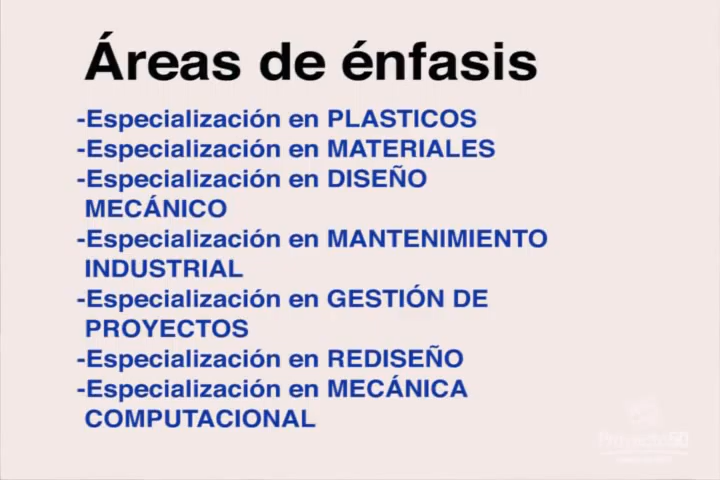 Áreas de énfasis
-Especialización en PLASTICOS
-Especialización en MATERIALES
-Especialización en DISEÑO
MECÁNICO
-Especialización en MANTENIMIENTO
INDUSTRIAL
-Especialización en GESTIÓN DE
PROYECTOS
-Especialización en REDISEÑO
-Especialización en MECÁNICA
COMPUTACIONAL
Proyecto50